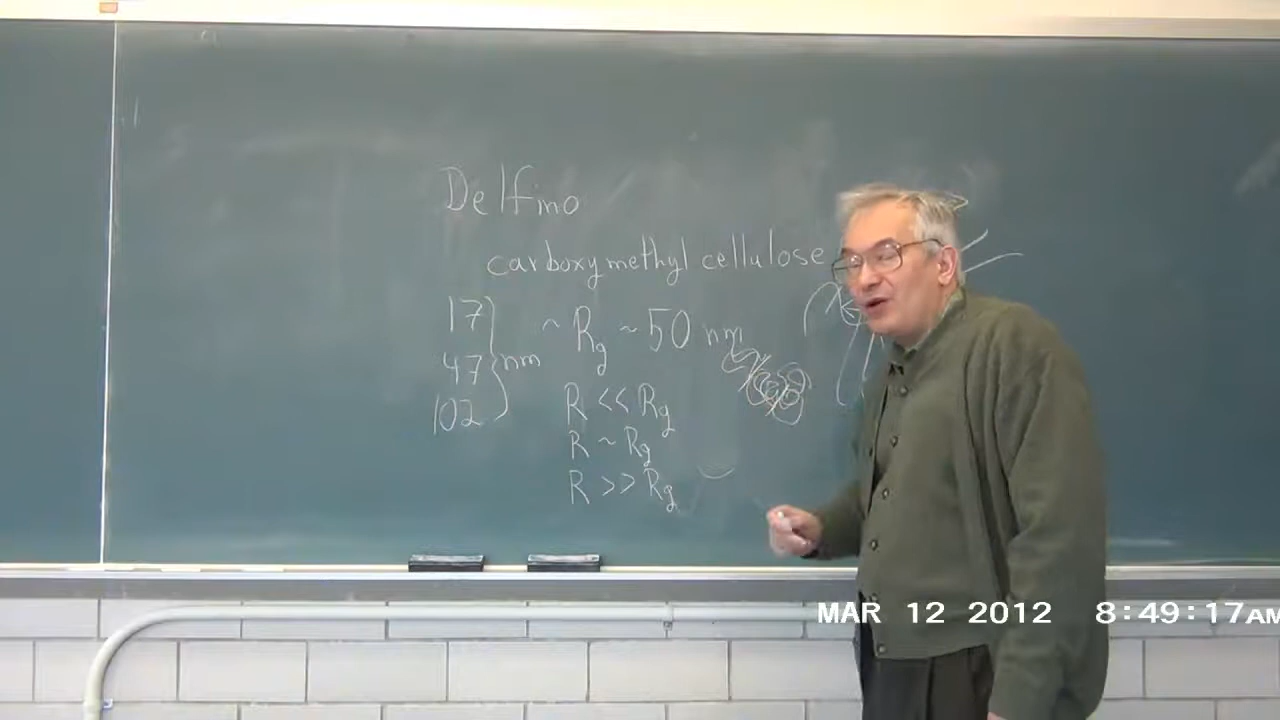 Delfino
carboxymethyl cellulose
17
47 nm
102
~ Rg ~ 50 nm
R << Rg
R ~ Rg
R >> Rg
MAR 12 2012 8:49:17AM